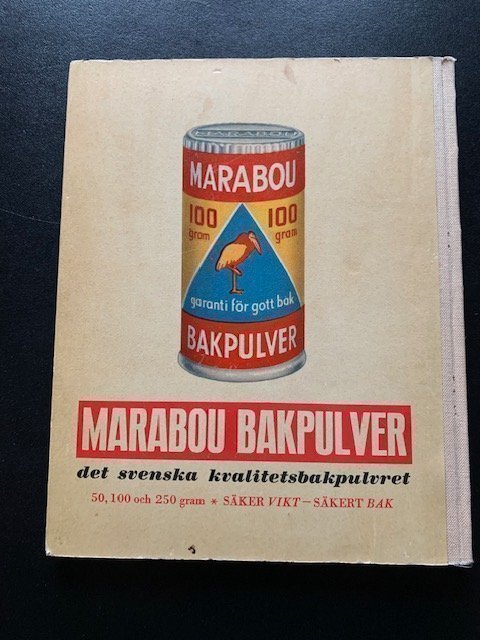 MARABOU
MARABOU
100 100
gram gram
garanti för gott bak
BAKPULVER
MARABOU BAKPULVER
det svenska kvalitetsbakpulvret
50, 100 och 250 gram * SÄKER VIKT – SÄKERT BAK